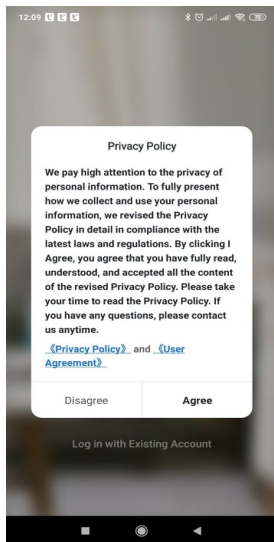 12:09
Privacy Policy
We pay high attention to the privacy of
personal information. To fully present
how we collect and use your personal
information, we revised the Privacy
Policy in detail in compliance with the
latest laws and regulations. By clicking I
Agree, you agree that you have fully read,
understood, and accepted all the content
of the revised Privacy Policy. Please take
your time to read the Privacy Policy. If
you have any questions, please contact
us anytime.
《Privacy Policy》 and 《User
Agreement》
Disagree Agree
Log in with Existing Account